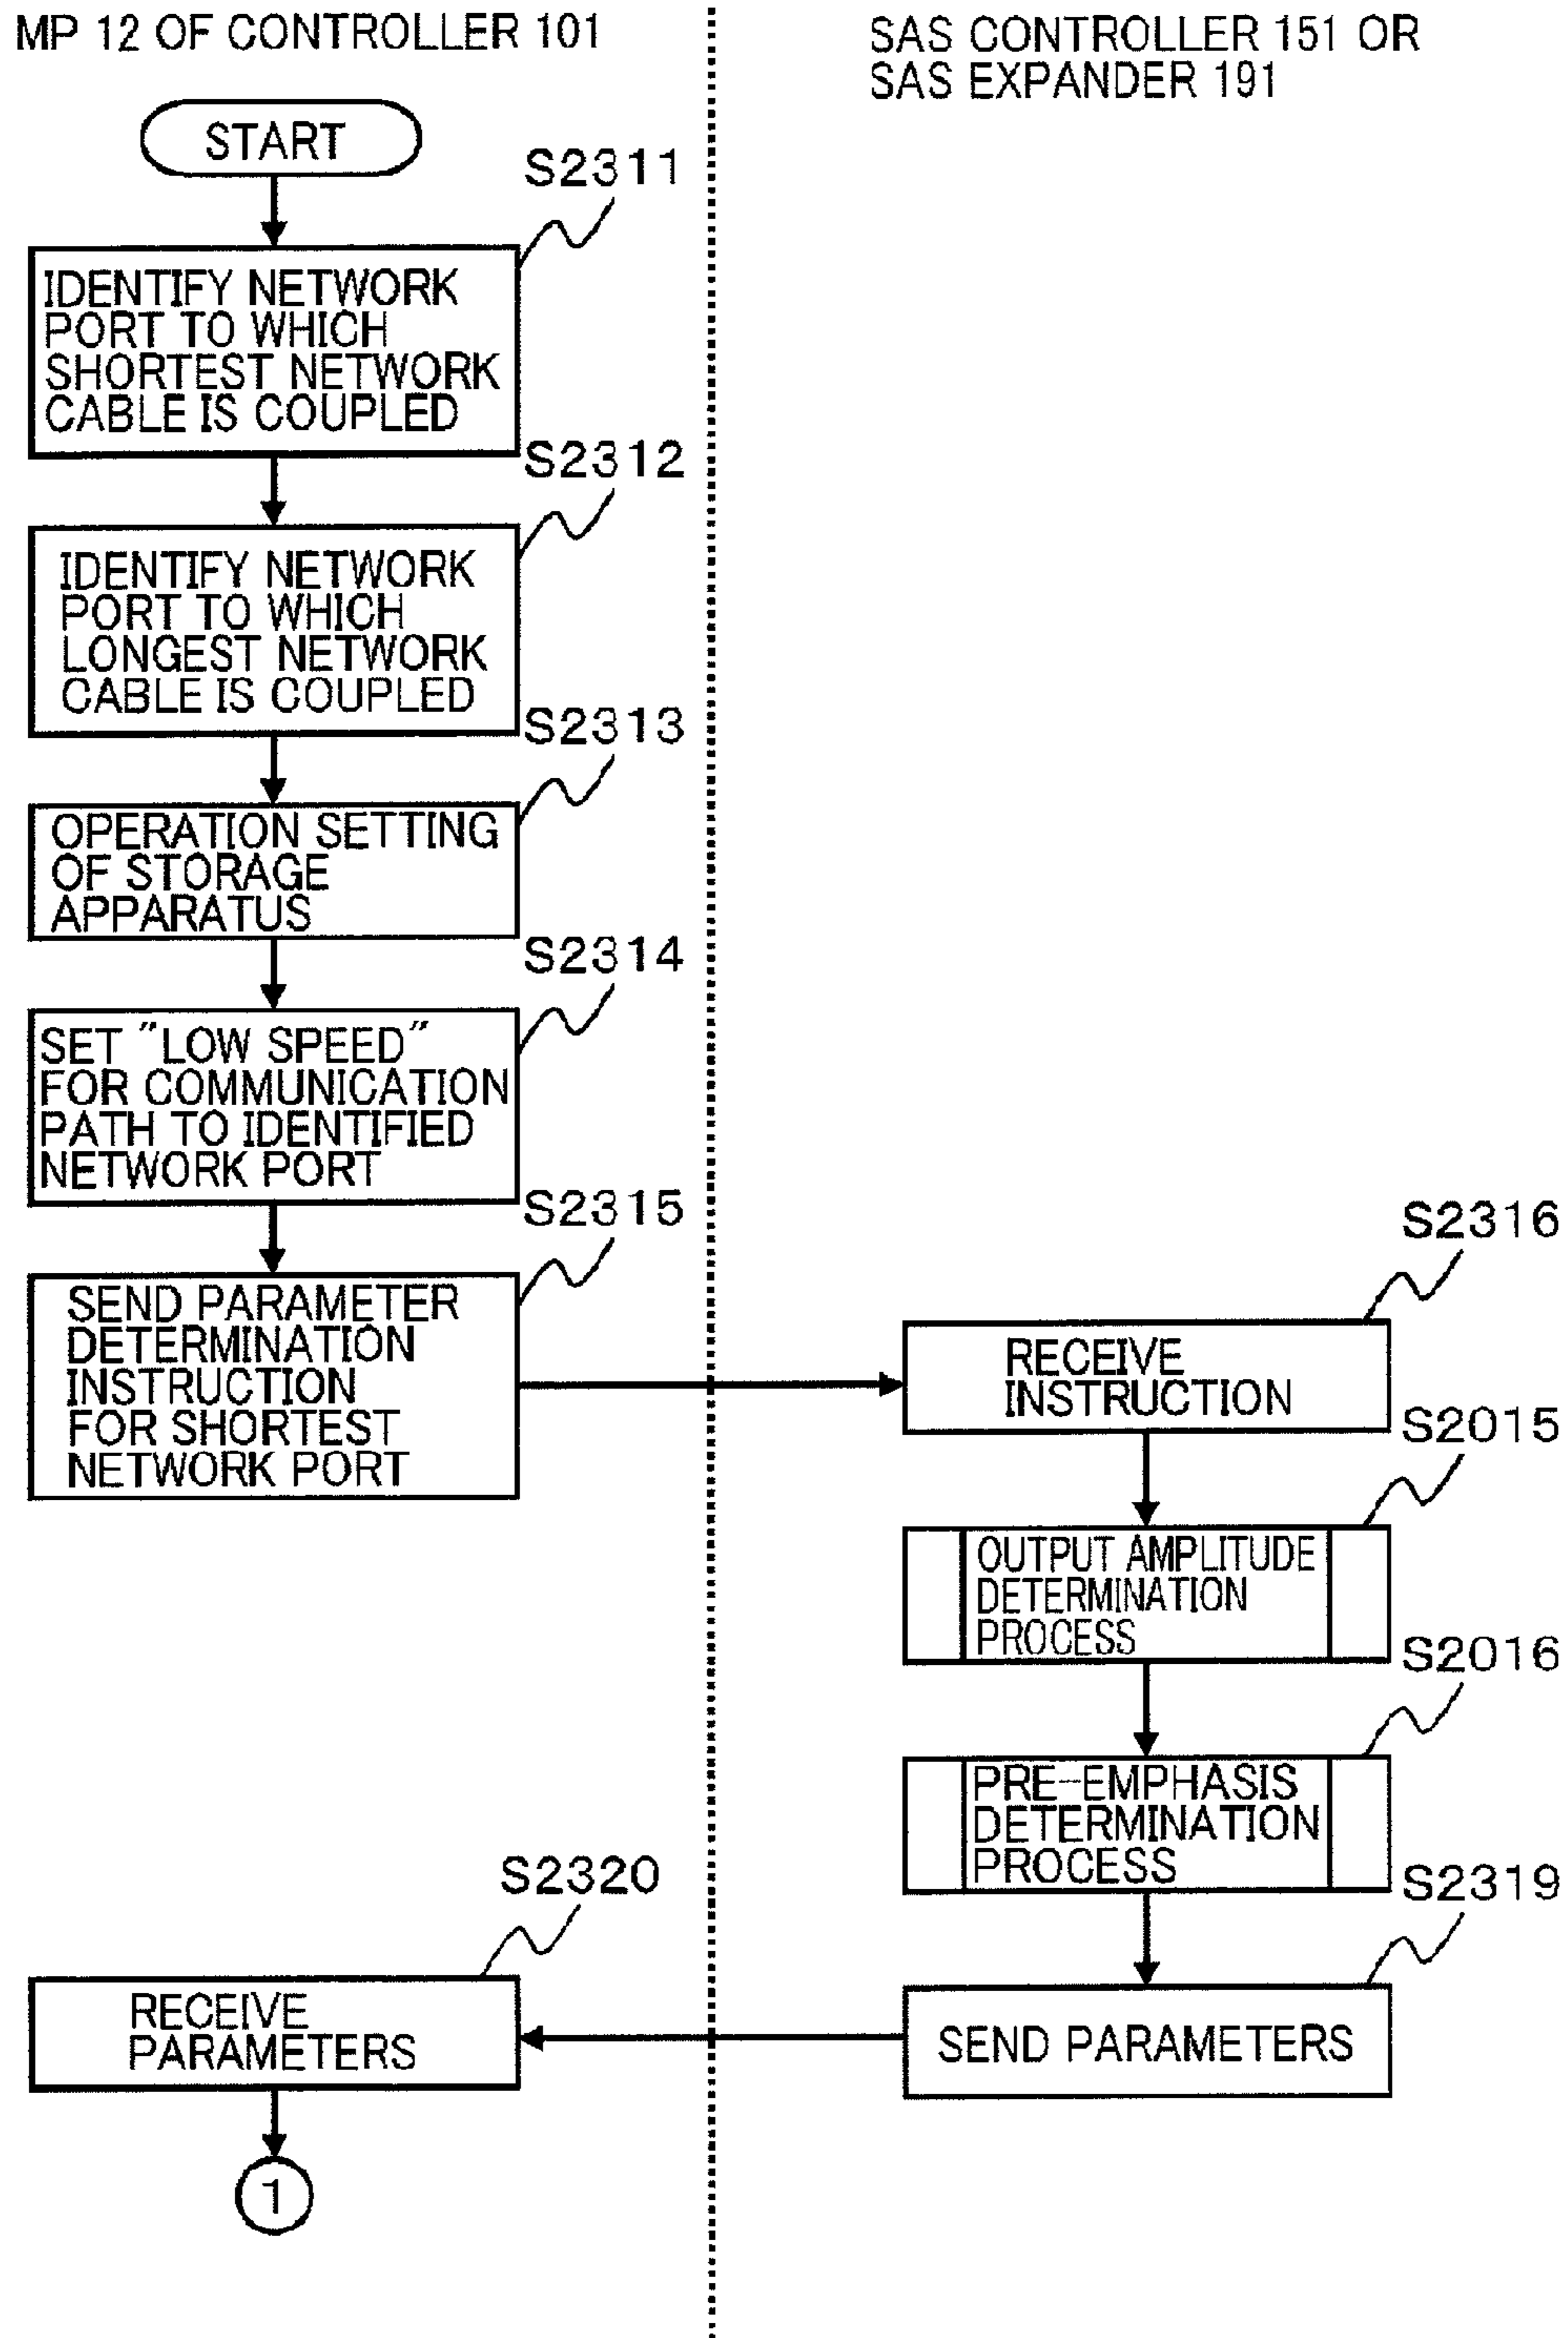 MP 12 OF CONTROLLER 101
SAS CONTROLLER 151 OR
SAS EXPANDER 191
START
S2311
IDENTIFY NETWORK
PORT TO WHICH
SHORTEST NETWORK
CABLE IS COUPLED
S2312
IDENTIFY NETWORK
PORT TO WHICH
LONGEST NETWORK
CABLE IS COUPLED
S2313
OPERATION SETTING
OF STORAGE
APPARATUS
S2314
SET "LOW SPEED"
FOR COMMUNICATION
PATH TO IDENTIFIED
NETWORK PORT
S2315
SEND PARAMETER
DETERMINATION
INSTRUCTION
FOR SHORTEST
NETWORK PORT
S2316
RECEIVE
INSTRUCTION
S2015
OUTPUT AMPLITUDE
DETERMINATION
PROCESS
S2016
PRE-EMPHASIS
DETERMINATION
PROCESS
S2319
SEND PARAMETERS
S2320
RECEIVE
PARAMETERS
1